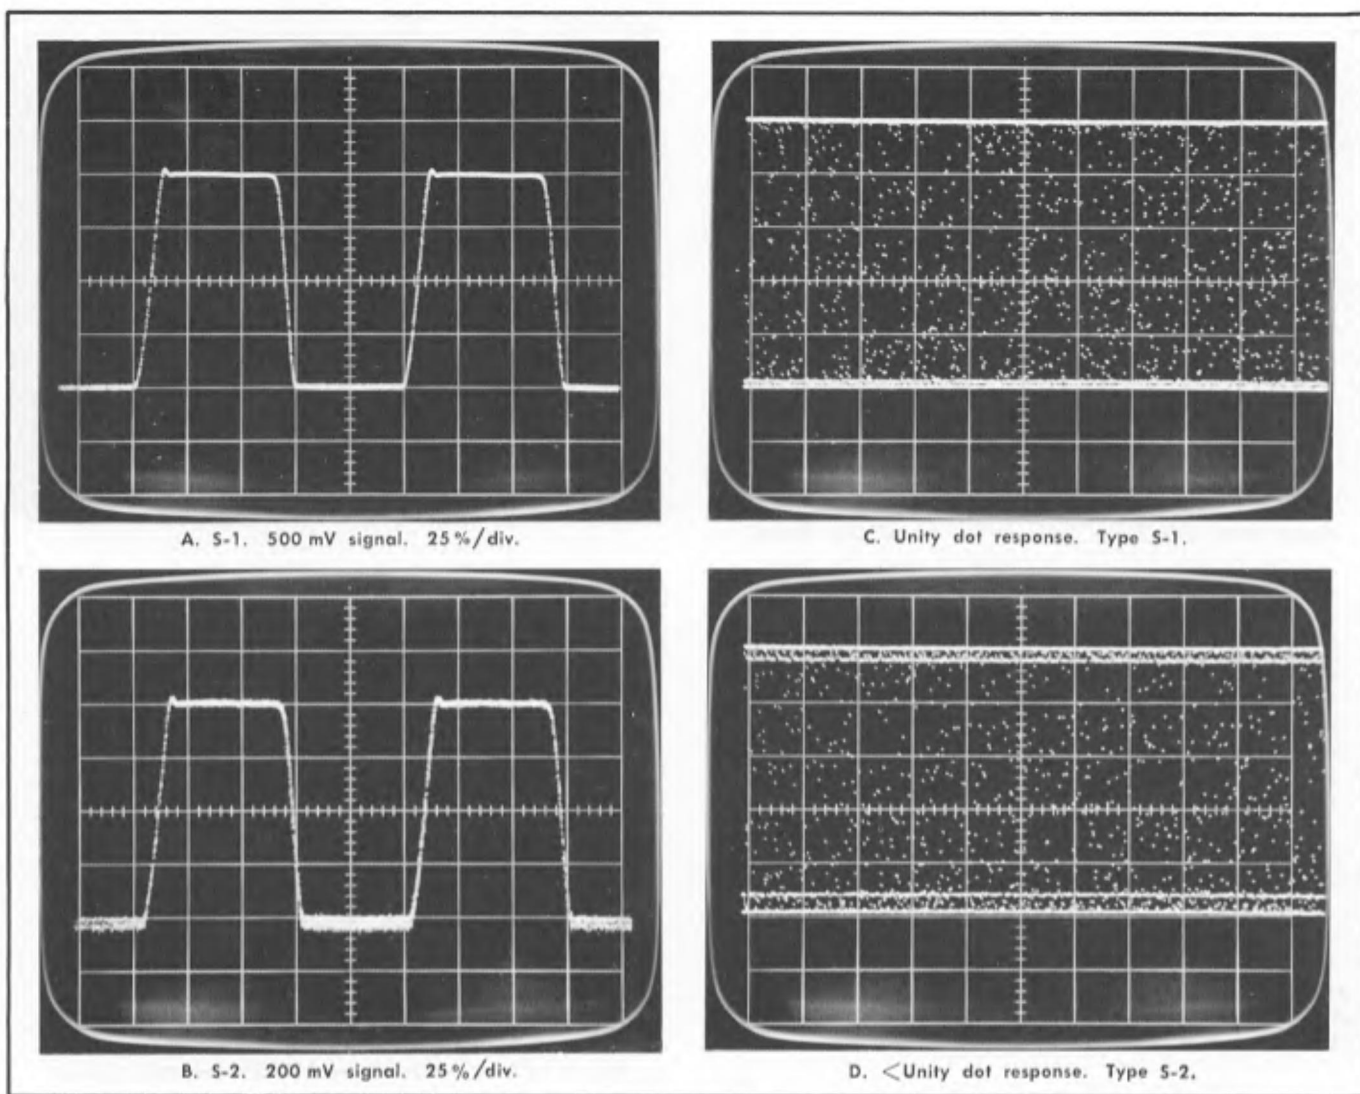 A. S-1. 500 mV signal. 25%/div.
C. Unity dot response. Type S-1.
B. S-2. 200 mV signal. 25%/div.
D. <Unity dot response. Type S-2.